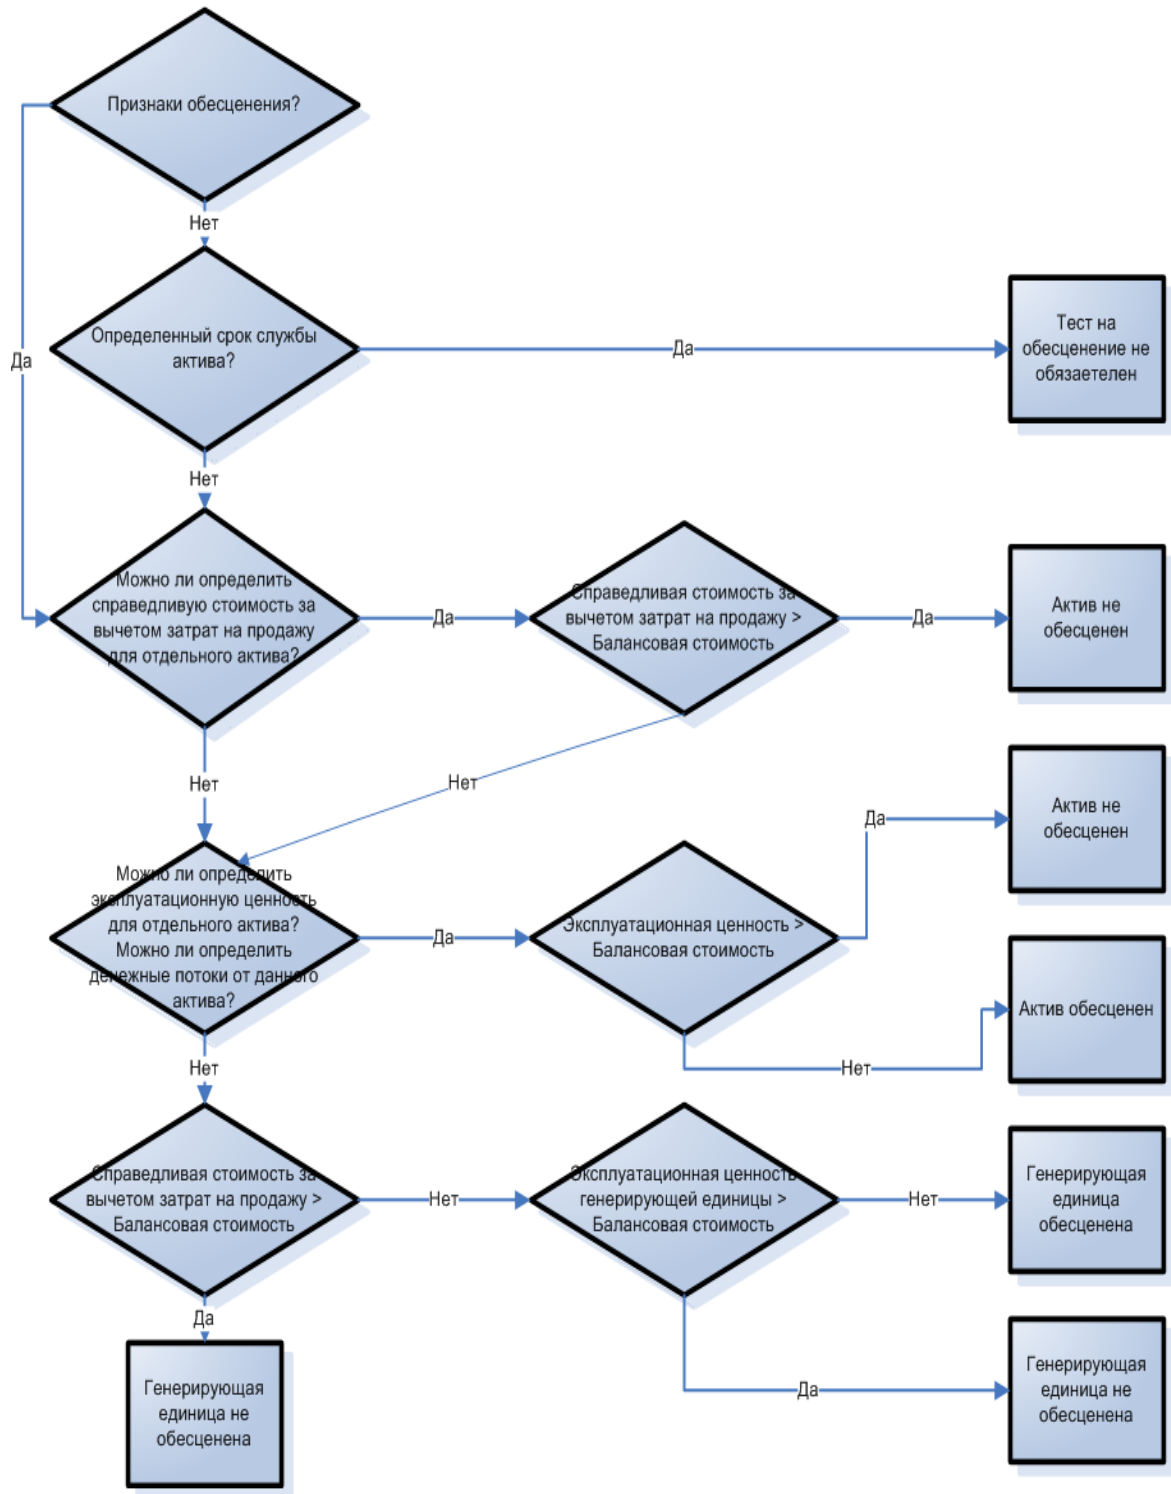 Признаки обесценения?
Нет
Да
Определенный срок службы
актива?
Да
Тест на
обесценение не
обязаетелен
Нет
Можно ли определить
справедливую стоимость за
вычетом затрат на продажу
для отдельного актива?
Да
Справедливая стоимость за
вычетом затрат на продажу >
Балансовая стоимость
Да
Актив не
обесценен
Нет
Нет
Можно ли определить
эксплуатационную ценность
для отдельного актива?
Можно ли определить
денежные потоки от данного
актива?
Да
Эксплуатационная ценность >
Балансовая стоимость
Да
Актив не
обесценен
Нет
Актив обесценен
Нет
Справедливая стоимость за
вычетом затрат на продажу >
Балансовая стоимость
Нет
Эксплуатационная ценность
генерирующей единицы >
Балансовая стоимость
Нет
Генерирующая
единица
обесценена
Да
Генерирующая
единица не
обесценена
Да
Генерирующая
единица не
обесценена